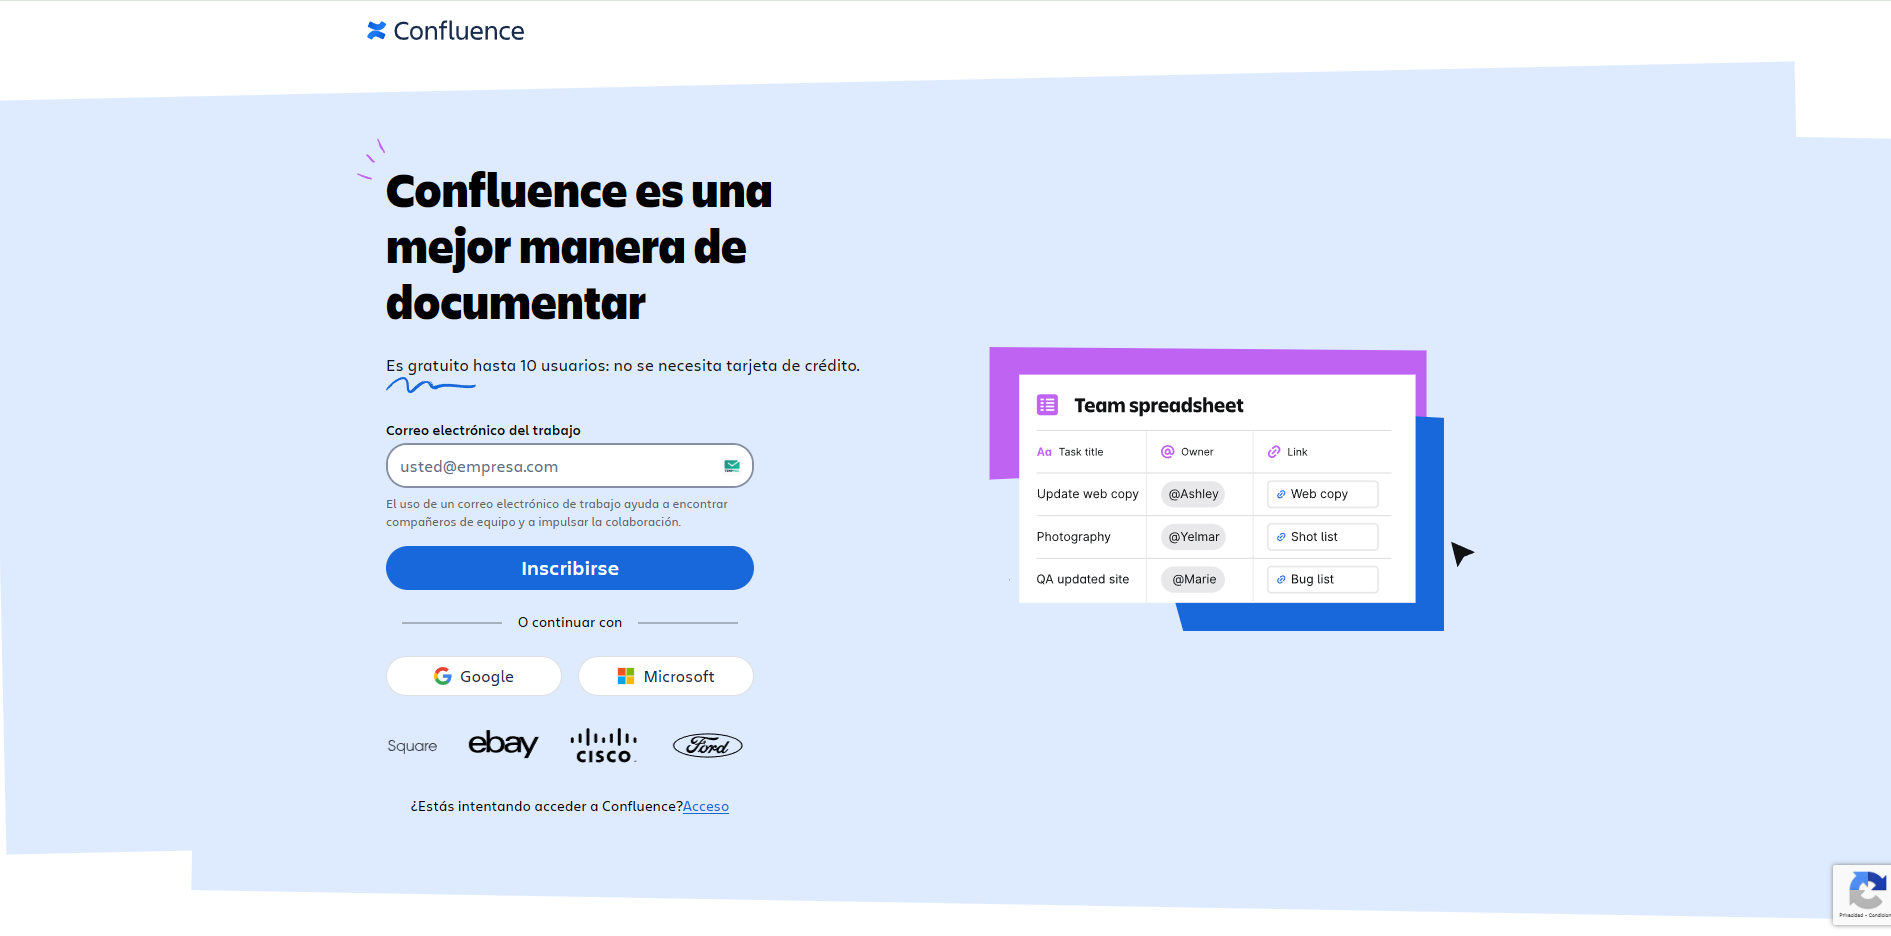 Confluence
Confluence es una
mejor manera de
documentar
Es gratuito hasta 10 usuarios: no se necesita tarjeta de crédito.
Correo electrónico del trabajo
usted@empresa.com
El uso de un correo electrónico de trabajo ayuda a encontrar
compañeros de equipo y a impulsar la colaboración.
Inscribirse
O continuar con
Google
Microsoft
Square
ebay
CISCO
Ford
¿Estás intentando acceder a Confluence?Acceso
Team spreadsheet
Aa Task title @ Owner Link
Update web copy @Ashley Web copy
Photography @Yelmar Shot list
QA updated site @Marie Bug list
Privacidad -